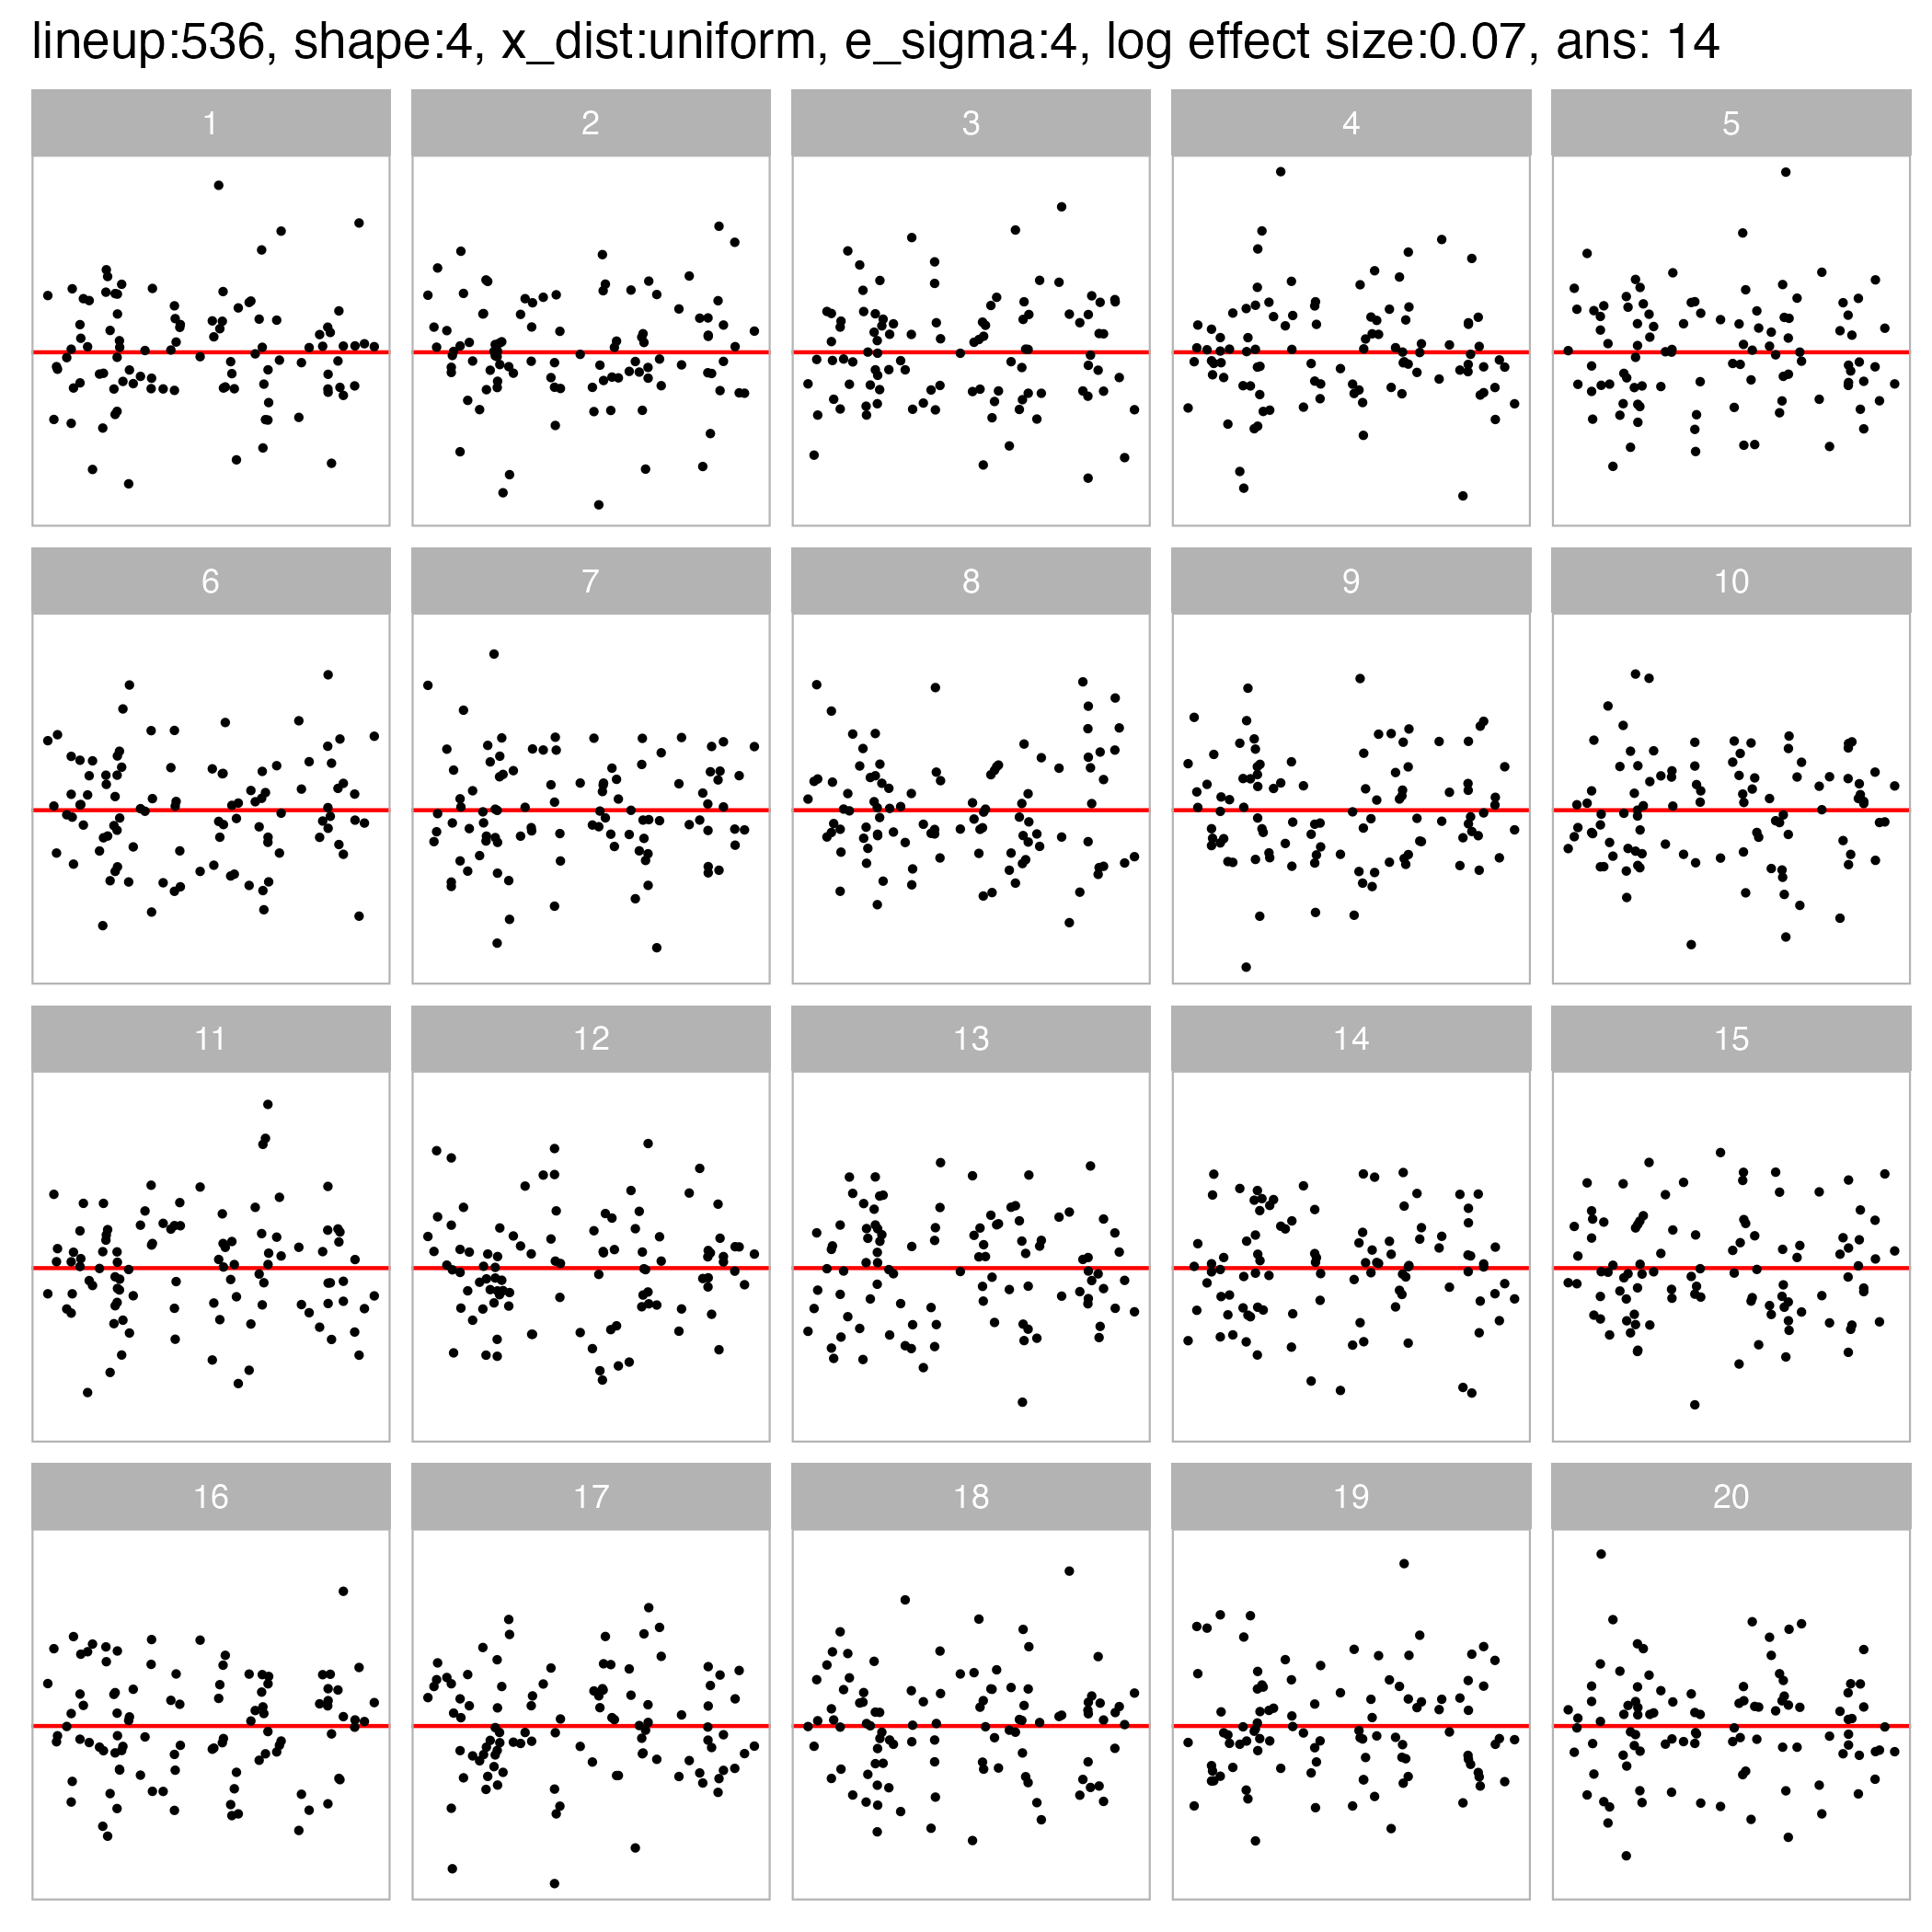 lineup:536, shape:4, x_dist:uniform, e_sigma:4, log effect size:0.07, ans: 14
1 2 3 4 5
6 7 8 9 10
11 12 13 14 15
16 17 18 19 20